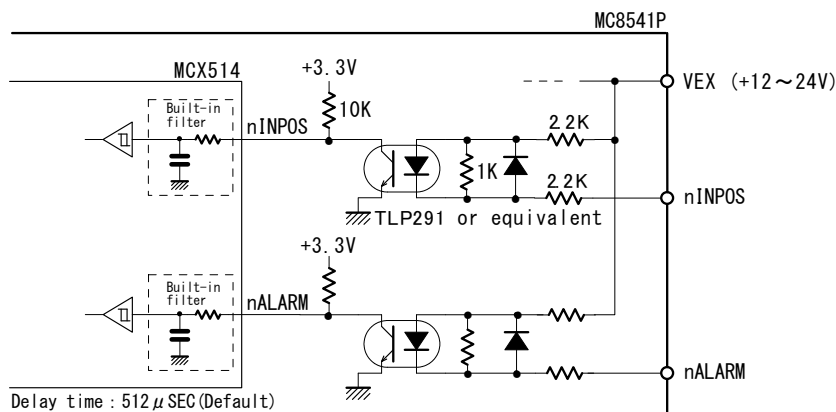 MC8541P
MCX514
+3.3V
VEX (+12～24V)
Built-in
filter
nINPOS
10K
2.2K
1K
2.2K
nINPOS
TLP291 or equivalent
+3.3V
Built-in
filter
nALARM
nALARM
Delay time : 512μSEC(Default)